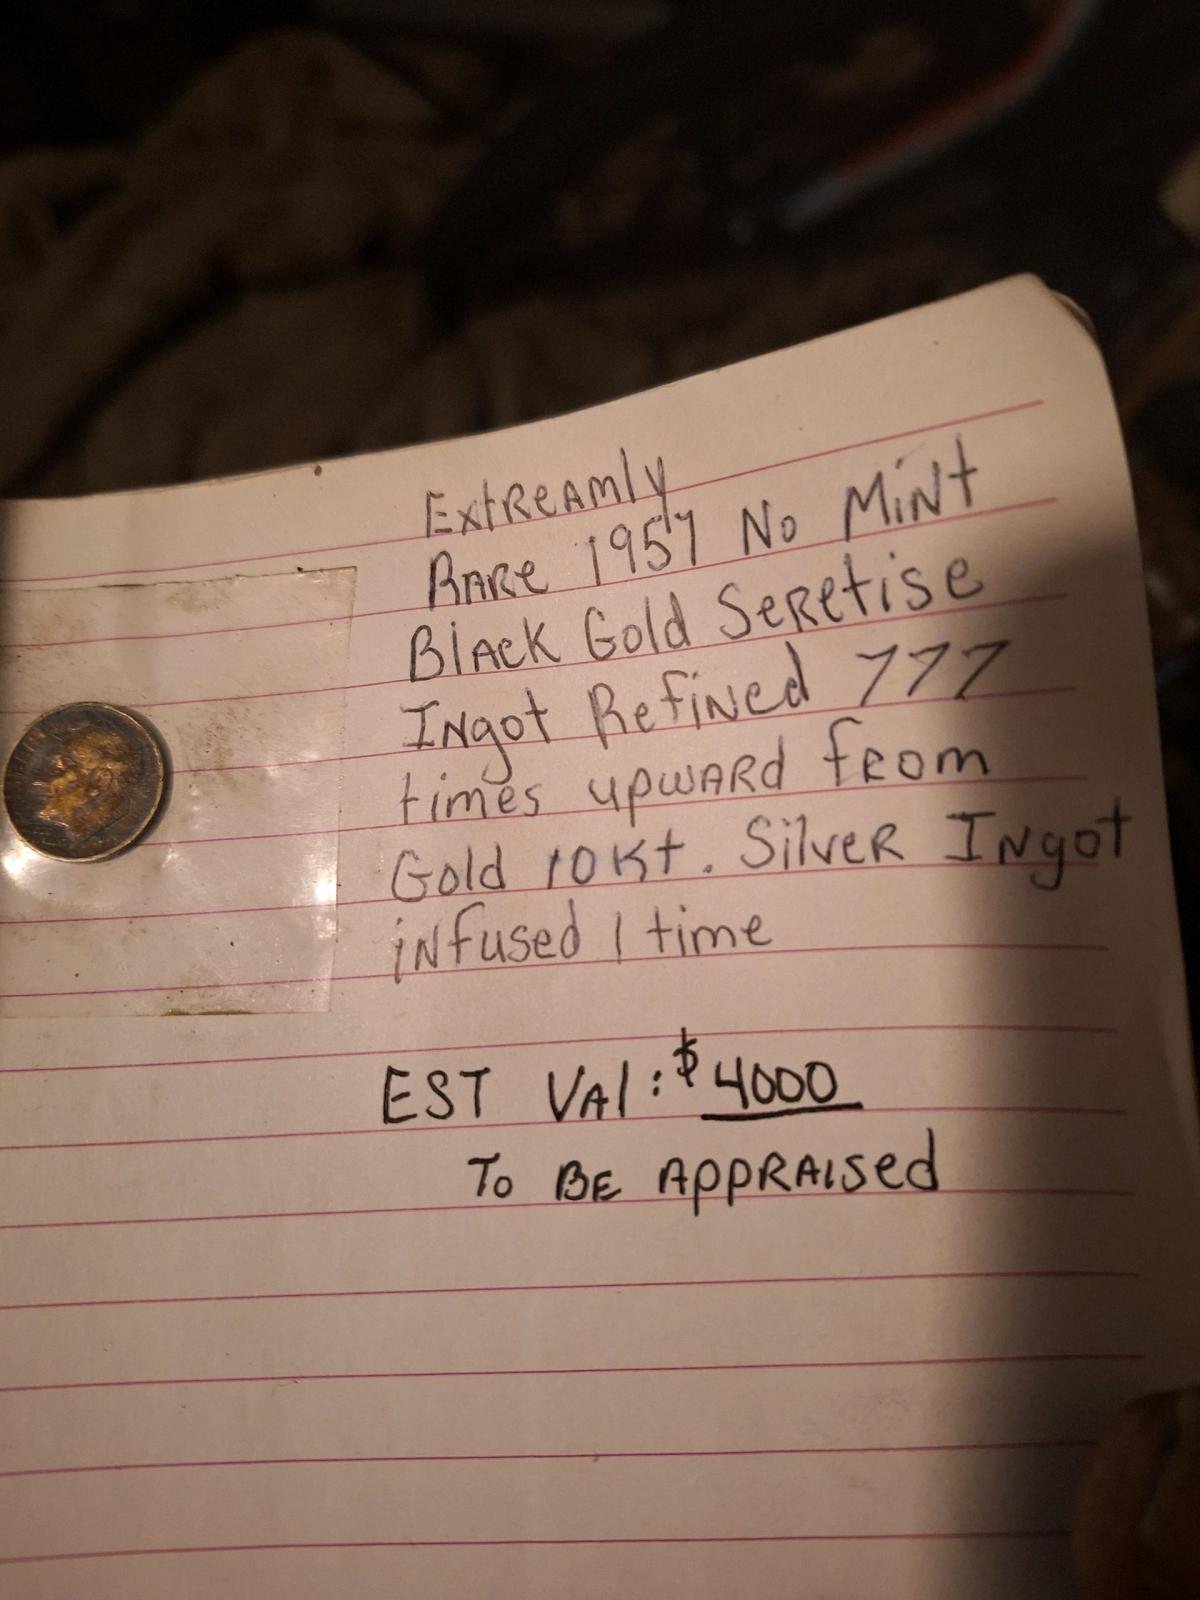 Extreamly
Rare 1957 No Mint
Black Gold Seretise
Ingot Refined 777
times upward from
Gold 10Kt. Silver Ingot
infused 1 time
EST Val: $4000
To BE Appraised